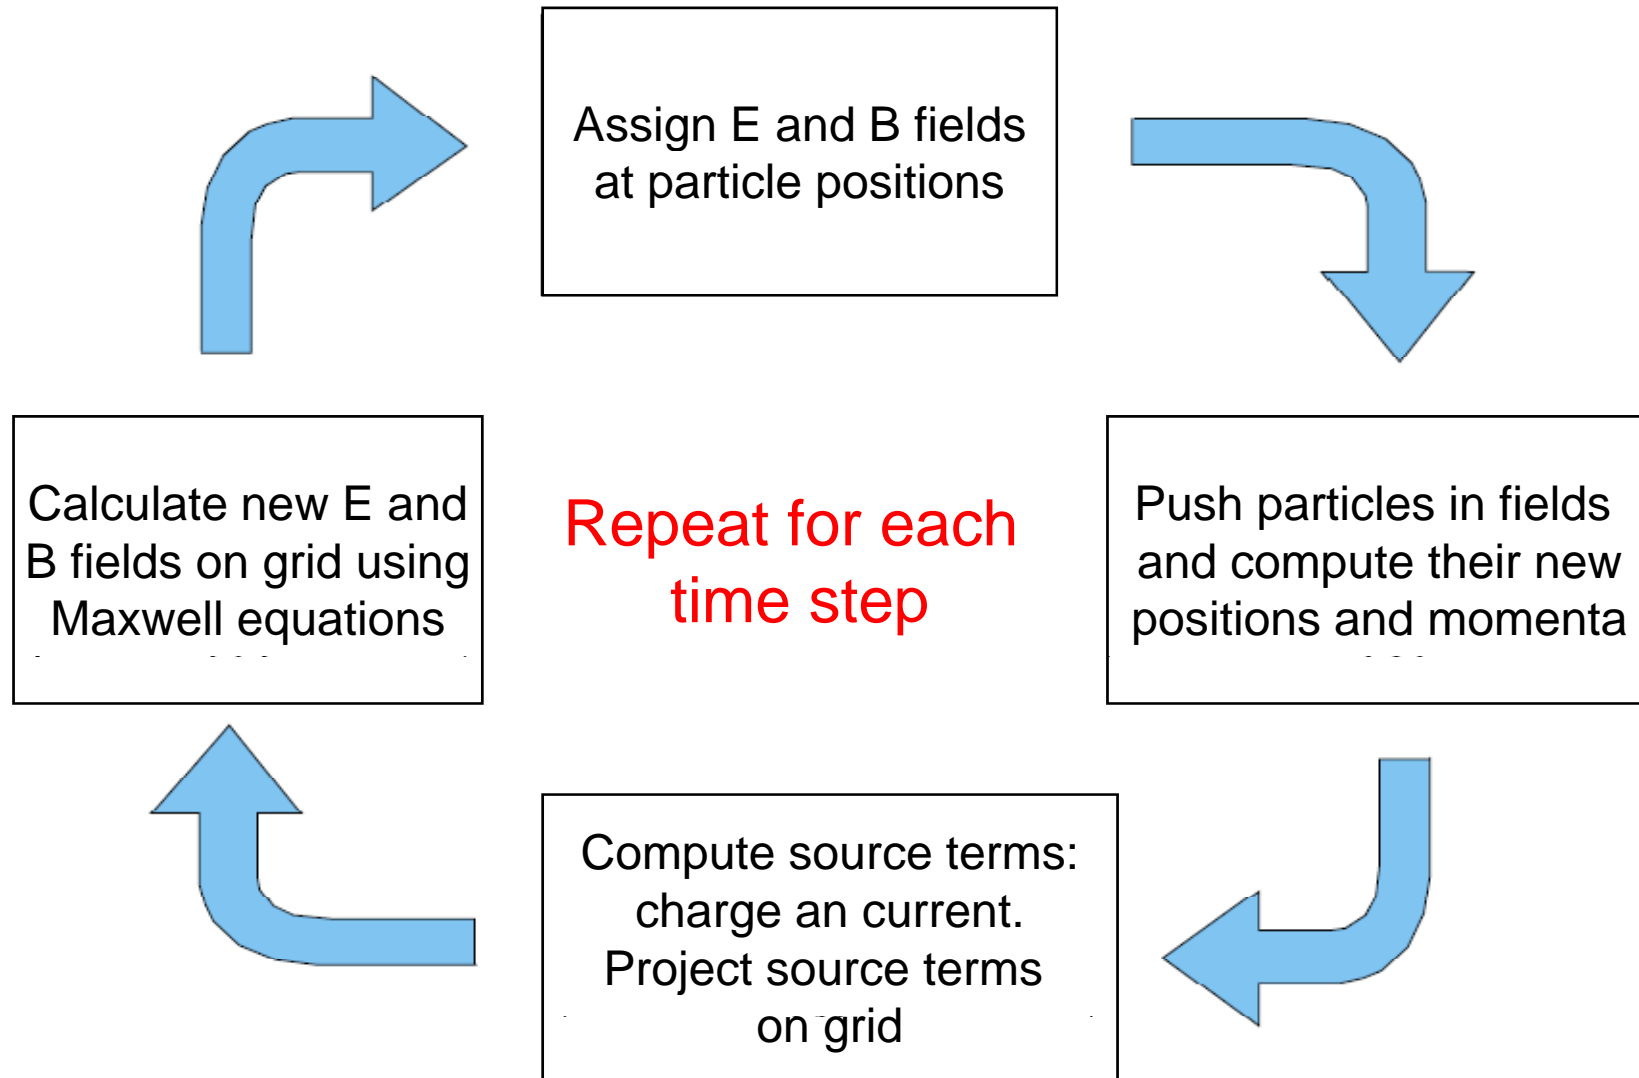 Assign E and B fields
at particle positions
Calculate new E and
B fields on grid using
Maxwell equations
Repeat for each
time step
Push particles in fields
and compute their new
positions and momenta
Compute source terms:
charge an current.
Project source terms
on grid